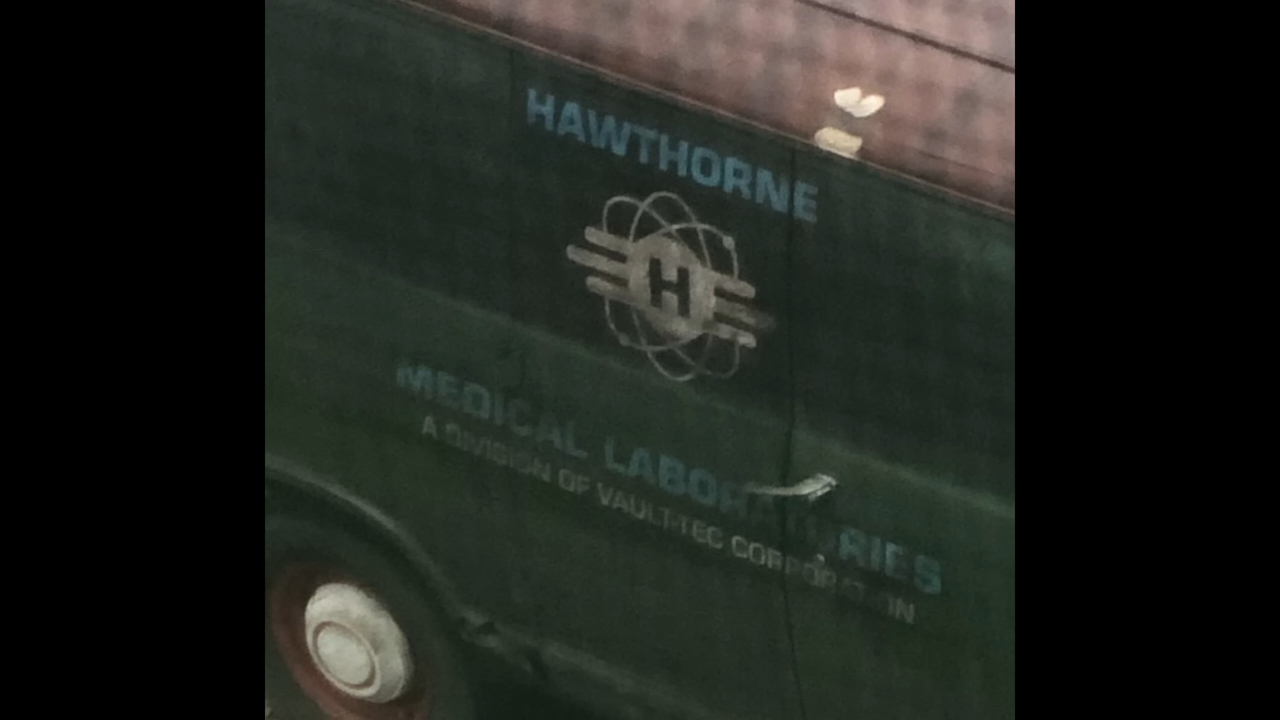 HAWTHORNE
H
MEDICAL LABORATORIES
A DIVISION OF VAULT-TEC CORPORATION